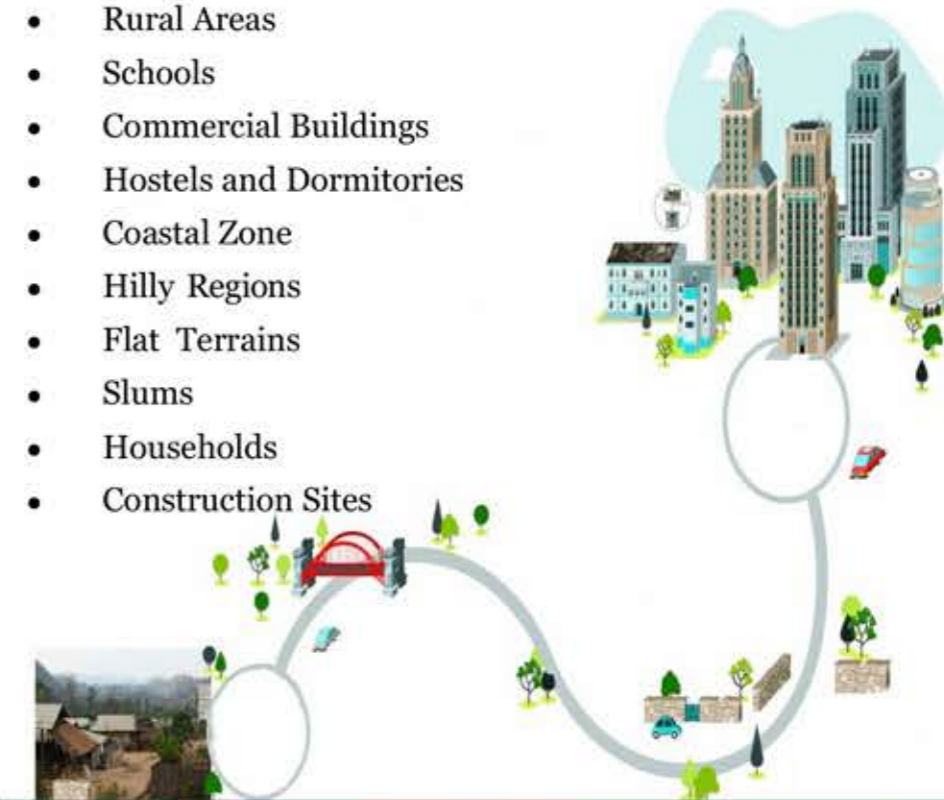 • Rural Areas
• Schools
• Commercial Buildings
• Hostels and Dormitories
• Coastal Zone
• Hilly Regions
• Flat Terrains
• Slums
• Households
• Construction Sites